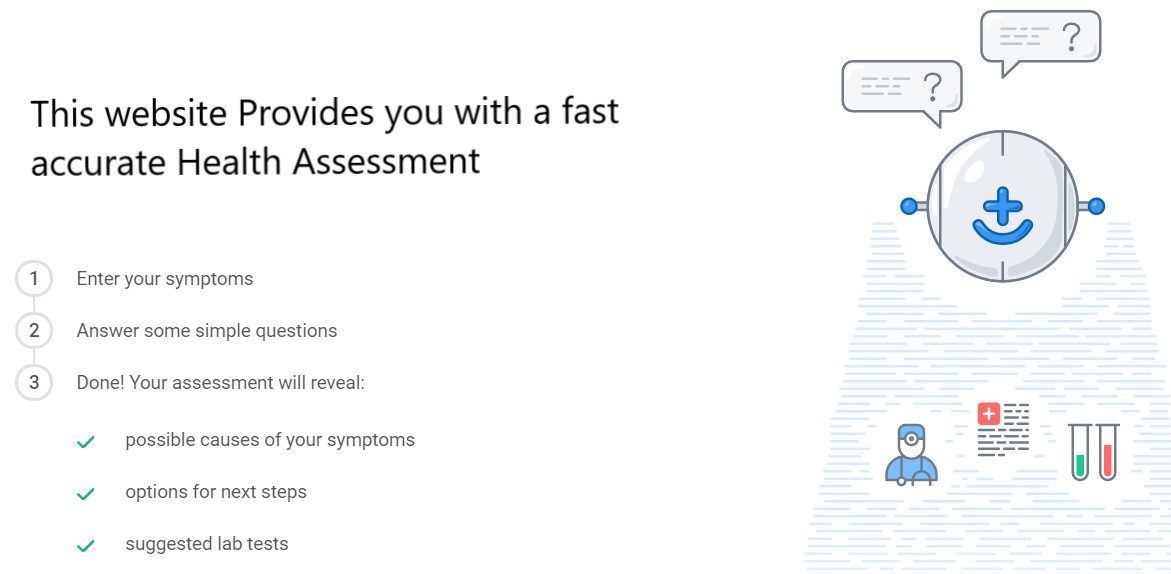 This website Provides you with a fast
accurate Health Assessment
1 Enter your symptoms
2 Answer some simple questions
3 Done! Your assessment will reveal:
possible causes of your symptoms
options for next steps
suggested lab tests
?
?